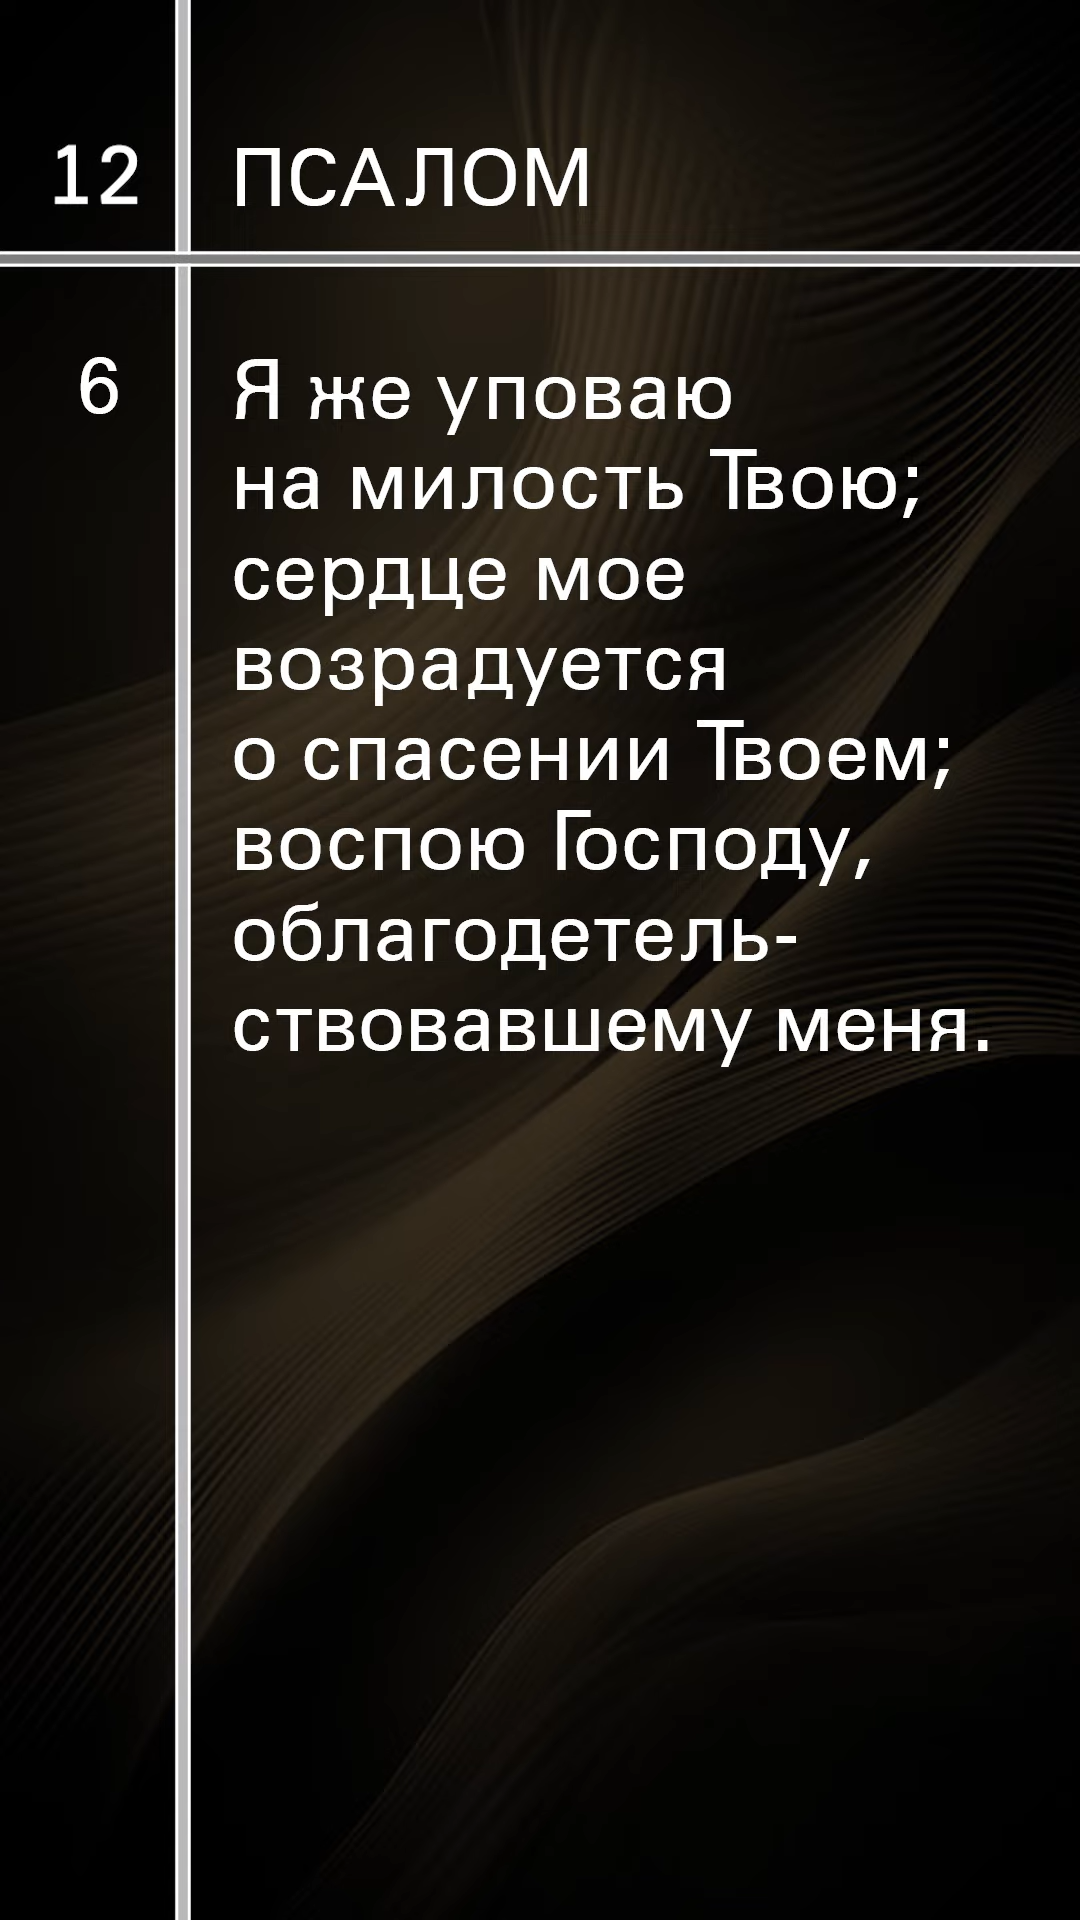 12 ПСАЛОМ
6 Я же уповаю
на милость Твою;
сердце мое
возрадуется
о спасении Твоем;
воспою Господу,
облагодетель-
ствовавшему меня.